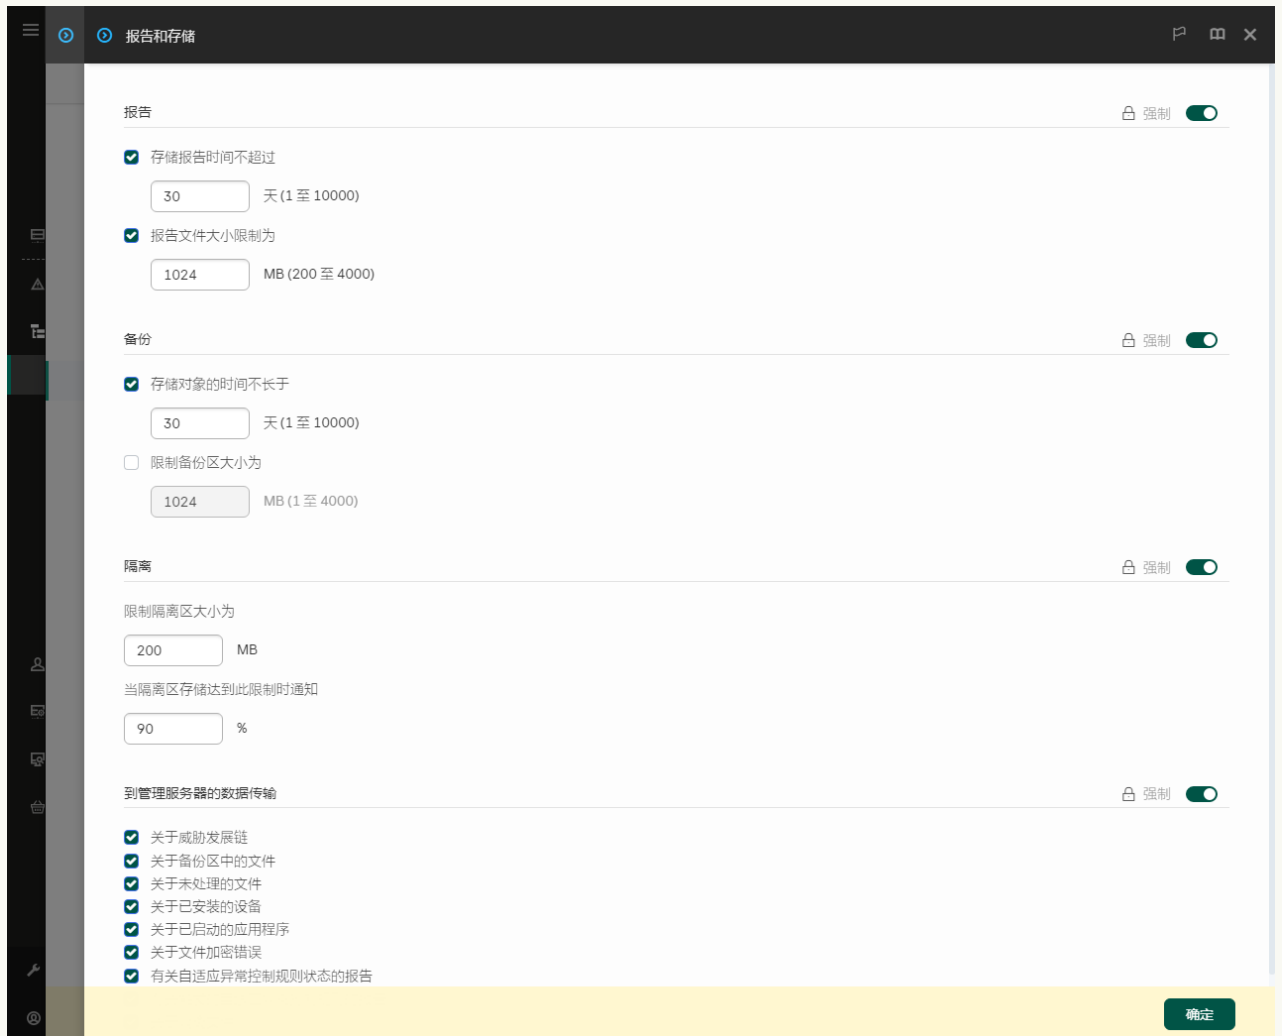 报告和存储
报告
强制
存储报告时间不超过
30 天 (1 至 10000)
报告文件大小限制为
1024 MB (200 至 4000)
备份
强制
存储对象的时间不长于
30 天 (1 至 10000)
限制备份区大小为
1024 MB (1 至 4000)
隔离
强制
限制隔离区大小为
200 MB
当隔离区存储达到此限制时通知
90 %
到管理服务器的数据传输
强制
关于威胁发展链
关于备份区中的文件
关于未处理的文件
关于已安装的设备
关于已启动的应用程序
关于文件加密错误
有关自适应异常控制规则状态的报告
确定